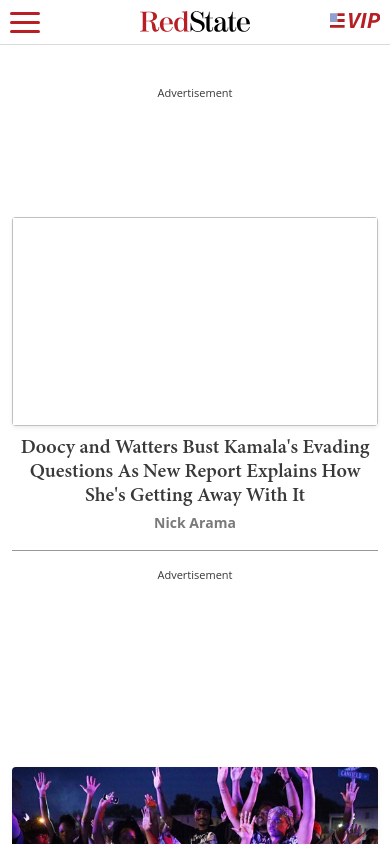 RedState
VIP
Advertisement
Doocy and Watters Bust Kamala's Evading
Questions As New Report Explains How
She's Getting Away With It
Nick Arama
Advertisement